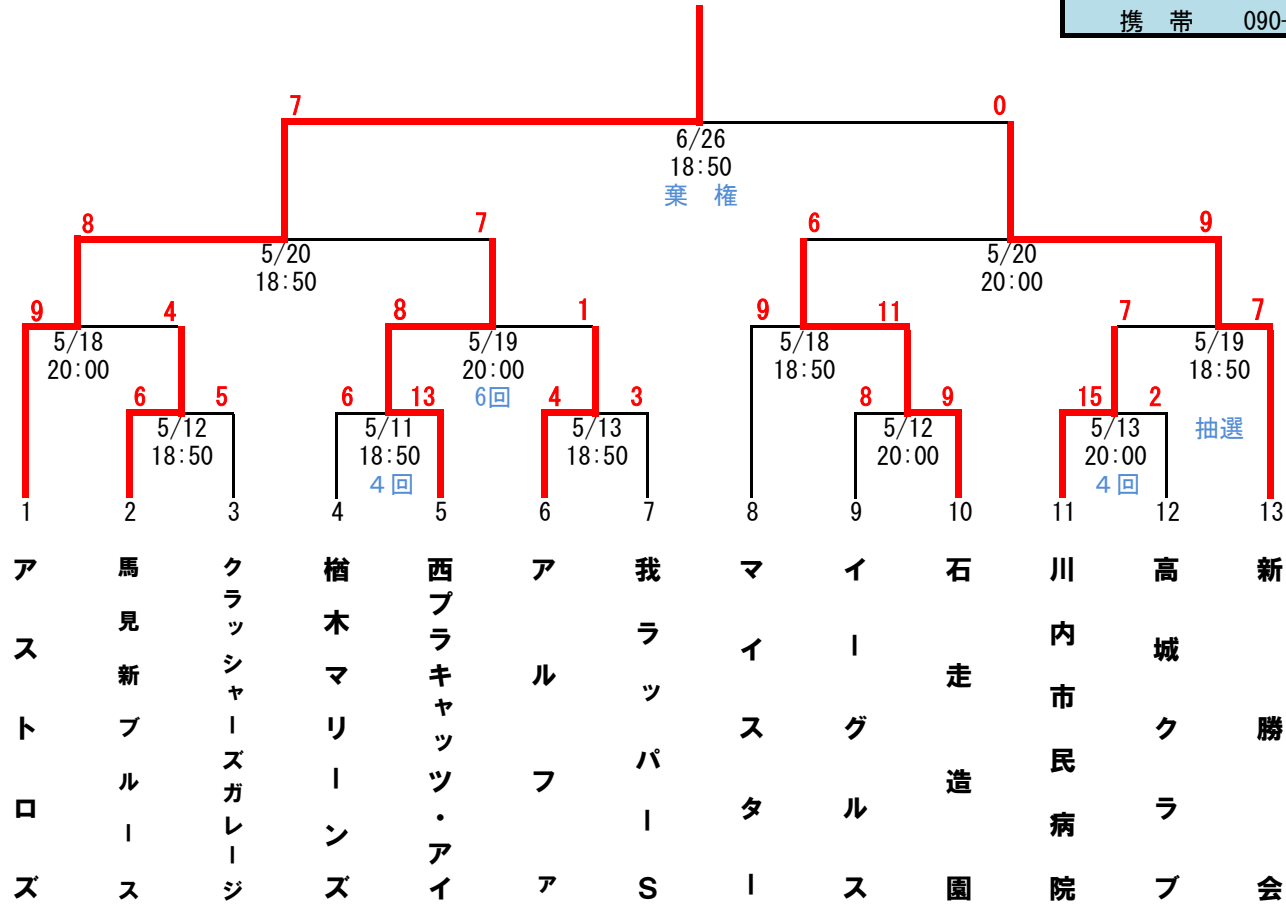 携 帯 090-
7 0
6/26
18:50
棄 権
8 7 6 9
5/20
18:50
5/20
20:00
9 4 8 1 9 11 7 7
5/18
20:00
5/19
20:00
6回
5/18
18:50
5/19
18:50
抽選
6 5 6 13 4 3 8 9 15 2
5/12
18:50
5/11
18:50
4回
5/13
18:50
5/12
20:00
5/13
20:00
4回
1 2 3 4 5 6 7 8 9 10 11 12 13
アストロズ
馬見新ブルース
クラッシャーズガレージ
楢木マリーンズ
西プラキャッツ・アイ
アルファ
我ラッパーS
マイスター
イーグルス
石走造園
川内市民病院
高城クラブ
新勝会